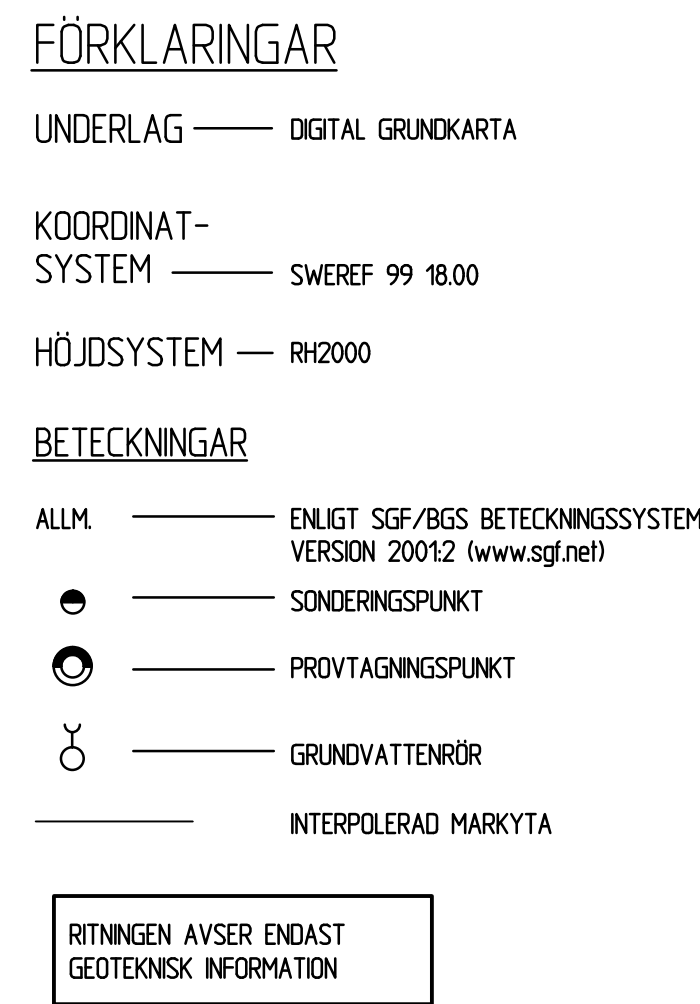 FÖRKLARINGAR
UNDERLAG DIGITAL GRUNDKARTA
KOORDINAT-
SYSTEM SWEREF 99 18.00
HÖJDSYSTEM RH2000
BETECKNINGAR
ALLM. ENLIGT SGF/BGS BETECKNINGSSYSTEM
VERSION 2001:2 (www.sgf.net)
SONDERINGSPUNKT
PROVTAGNINGSPUNKT
GRUNDVATTENRÖR
INTERPOLERAD MARKYTA
RITNINGEN AVSER ENDAST
GEOTEKNISK INFORMATION